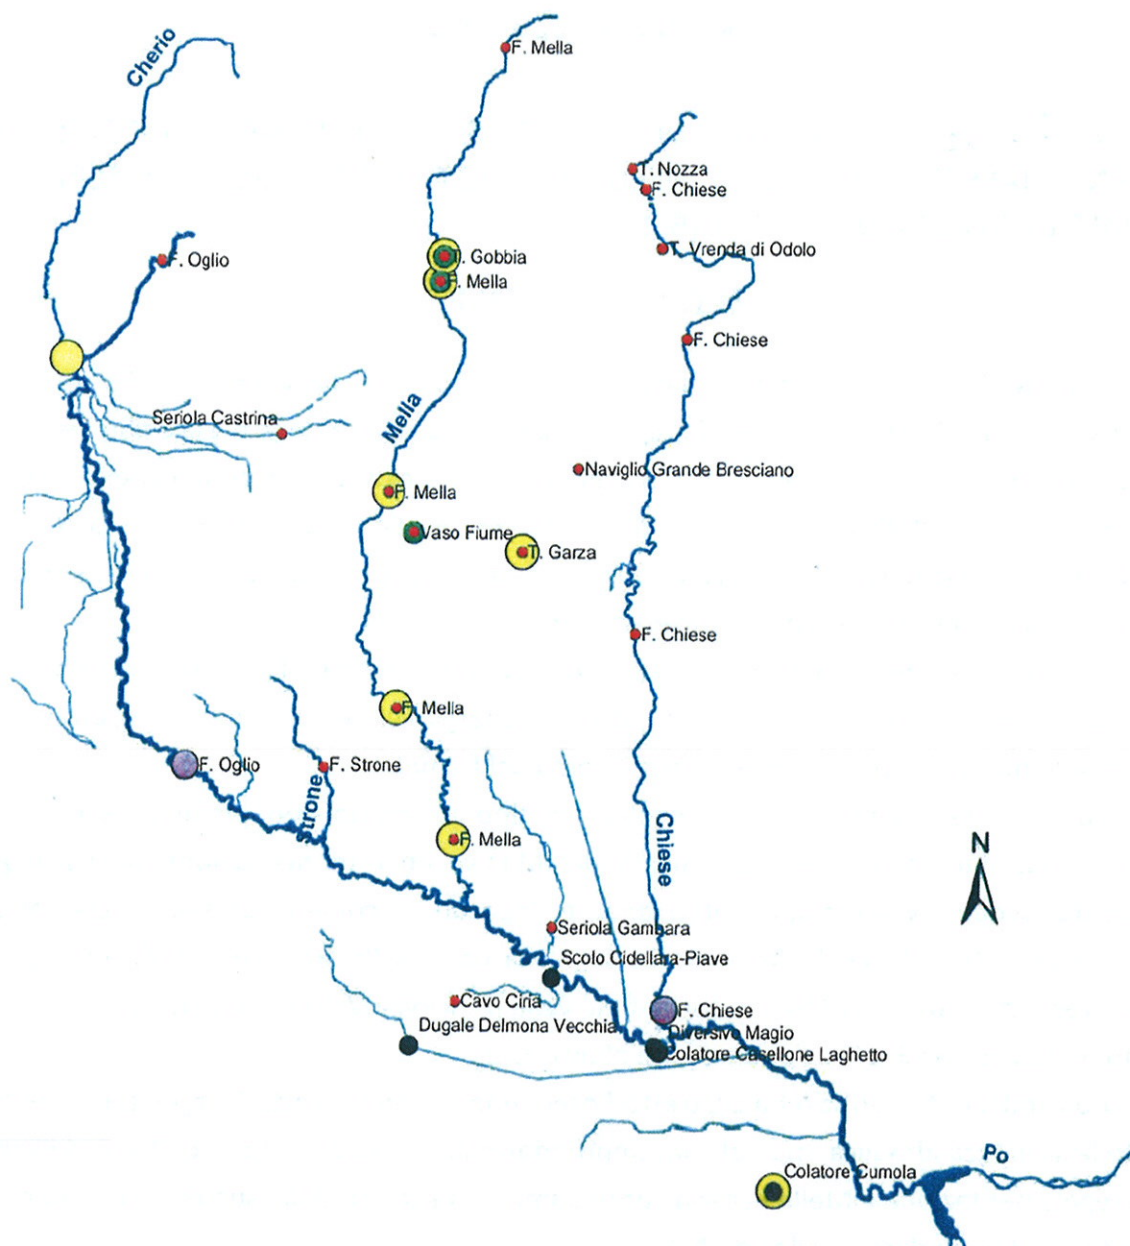 Cherio
F. Mella
T. Nozza
F. Chiese
T. Vrenda di Odolo
F. Oglio
T. Gobbia
F. Mella
F. Chiese
Mella
Seriola Castrina
Naviglio Grande Bresciano
F. Mella
Vaso Fiume
T. Garza
F. Chiese
F. Mella
F. Oglio
F. Strone
Strone
F. Mella
Chiese
N
Seriola Gambara
Scolo Cidellara-Piave
Cavo Ciria
F. Chiese
Dugale Delmona Vecchia
Diversivo Magio
Colatore Casellone Laghetto
Po
Colatore Cumola